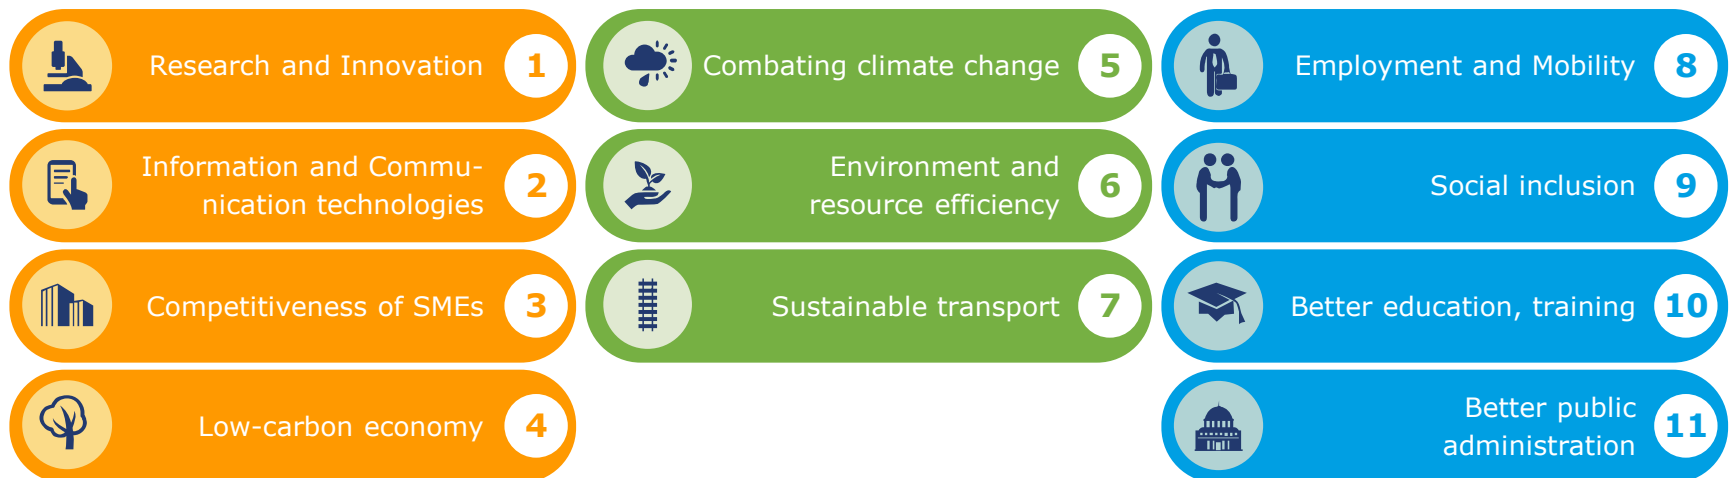 Research and Innovation 1
Information and Commu-
nication technologies 2
Competitiveness of SMEs 3
Low-carbon economy 4
Combating climate change 5
Environment and
resource efficiency 6
Sustainable transport 7
Employment and Mobility 8
Social inclusion 9
Better education, training 10
Better public
administration 11